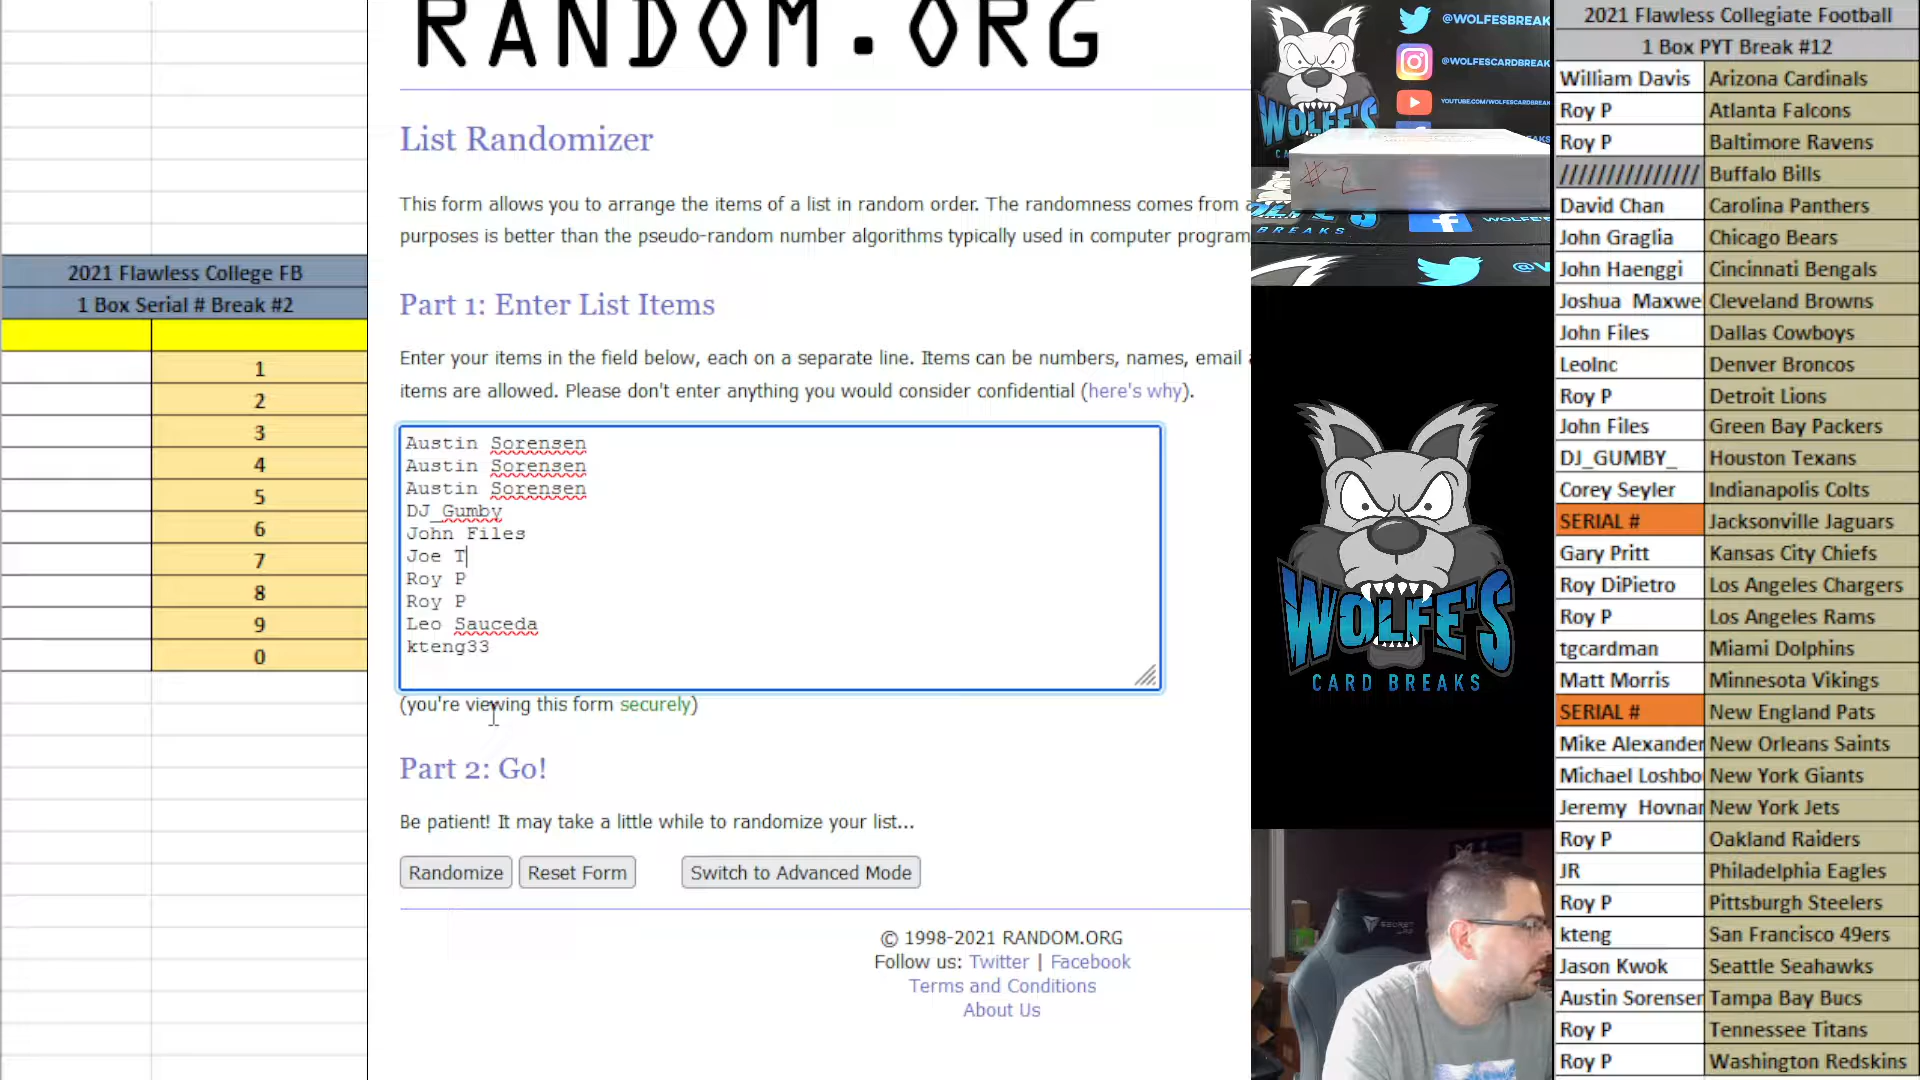 2021 Flawless College FB
1 Box Serial # Break #2
1
2
3
4
5
6
7
8
9
0
RANDOM.ORG
List Randomizer
This form allows you to arrange the items of a list in random order. The randomness comes from
purposes is better than the pseudo-random number algorithms typically used in computer program
Part 1: Enter List Items
Enter your items in the field below, each on a separate line. Items can be numbers, names, email
items are allowed. Please don't enter anything you would consider confidential (here's why).
Austin Sorensen
Austin Sorensen
Austin Sorensen
DJ_Gumby
John Files
Joe T
Roy P
Roy P
Leo Sauceda
kteng33
(you're viewing this form securely)
Part 2: Go!
Be patient! It may take a little while to randomize your list...
Randomize Reset Form Switch to Advanced Mode
© 1998-2021 RANDOM.ORG
Follow us: Twitter | Facebook
Terms and Conditions
About Us
@WOLFESBREAK
@WOLFESCARDBREAK
YOUTUBE.COM/WOLFESCARDBREAK
WOLFE'S
#2
BREAKS
WOLFE'S
CARD BREAKS
SECRET
2021 Flawless Collegiate Football
1 Box PYT Break #12
William Davis Arizona Cardinals
Roy P Atlanta Falcons
Roy P Baltimore Ravens
/////////////// Buffalo Bills
David Chan Carolina Panthers
John Graglia Chicago Bears
John Haenggi Cincinnati Bengals
Joshua Maxwe Cleveland Browns
John Files Dallas Cowboys
LeoInc Denver Broncos
Roy P Detroit Lions
John Files Green Bay Packers
DJ_GUMBY_ Houston Texans
Corey Seyler Indianapolis Colts
SERIAL # Jacksonville Jaguars
Gary Pritt Kansas City Chiefs
Roy DiPietro Los Angeles Chargers
Roy P Los Angeles Rams
tgcardman Miami Dolphins
Matt Morris Minnesota Vikings
SERIAL # New England Pats
Mike Alexander New Orleans Saints
Michael Loshbo New York Giants
Jeremy Hovnan New York Jets
Roy P Oakland Raiders
JR Philadelphia Eagles
Roy P Pittsburgh Steelers
kteng San Francisco 49ers
Jason Kwok Seattle Seahawks
Austin Sorensen Tampa Bay Bucs
Roy P Tennessee Titans
Roy P Washington Redskins